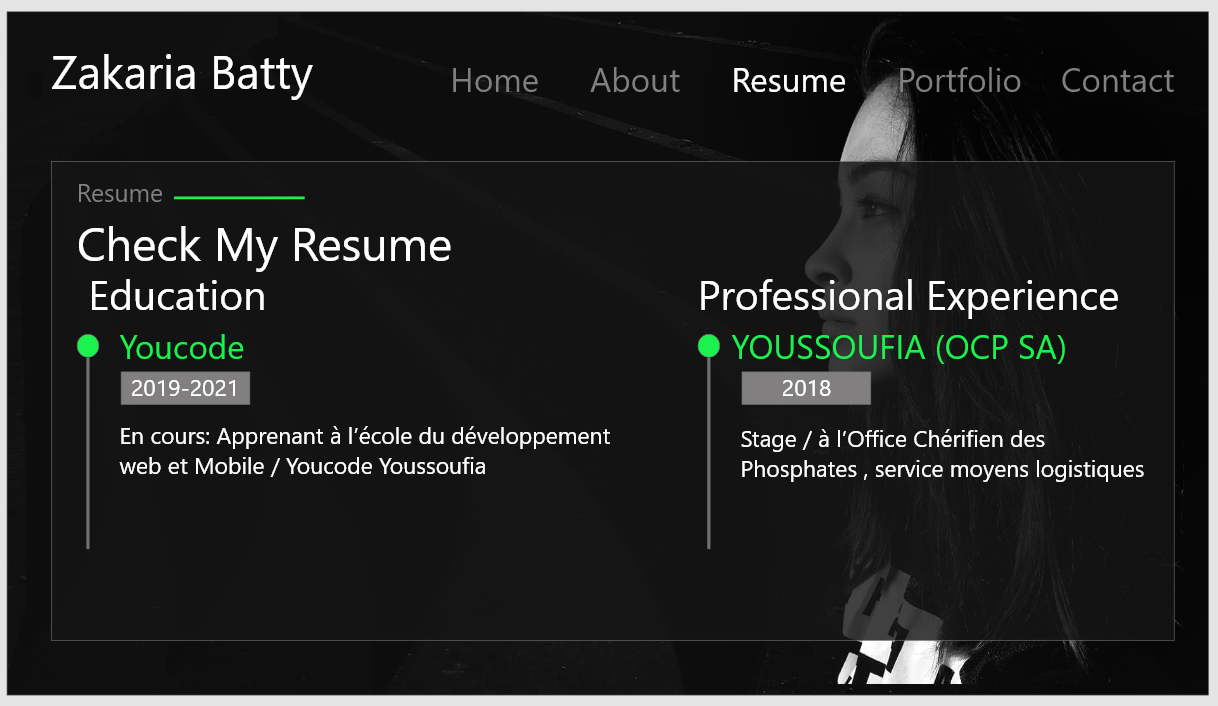 Zakaria Batty
Home About Resume Portfolio Contact
Resume
Check My Resume
Education
Youcode
2019-2021
En cours: Apprenant à l’école du développement
web et Mobile / Youcode Youssoufia
Professional Experience
YOUSSOUFIA (OCP SA)
2018
Stage / à l’Office Chérifien des
Phosphates , service moyens logistiques